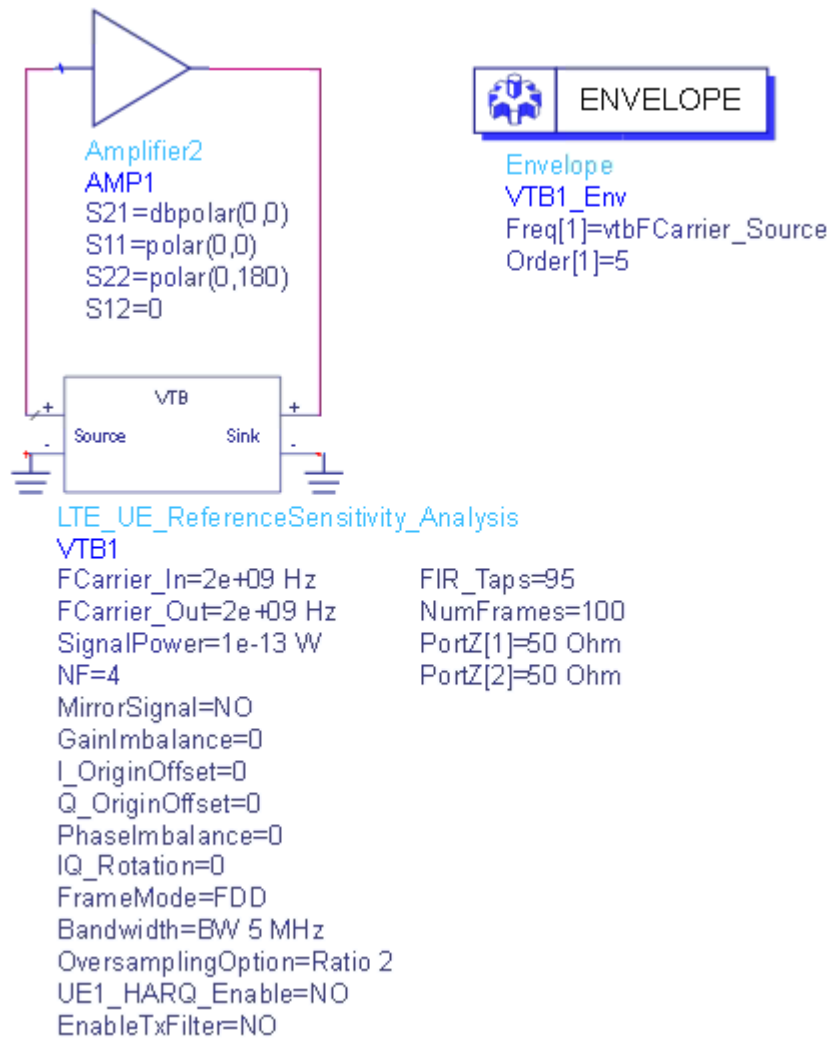 ENVELOPE
Amplifier2
AMP1
S21=dbpolar(0,0)
S11=polar(0,0)
S22=polar(0,180)
S12=0
Envelope
VTB1_Env
Freq[1]=vtbFCarrier_Source
Order[1]=5
VTB
+ +
Source Sink
- -
LTE_UE_ReferenceSensitivity_Analysis
VTB1
FCarrier_In=2e+09 Hz
FCarrier_Out=2e+09 Hz
SignalPower=1e-13 W
NF=4
MirrorSignal=NO
GainImbalance=0
I_OriginOffset=0
Q_OriginOffset=0
PhaseImbalance=0
IQ_Rotation=0
FrameMode=FDD
Bandwidth=BW 5 MHz
OversamplingOption=Ratio 2
UE1_HARQ_Enable=NO
EnableTxFilter=NO
FIR_Taps=95
NumFrames=100
PortZ[1]=50 Ohm
PortZ[2]=50 Ohm